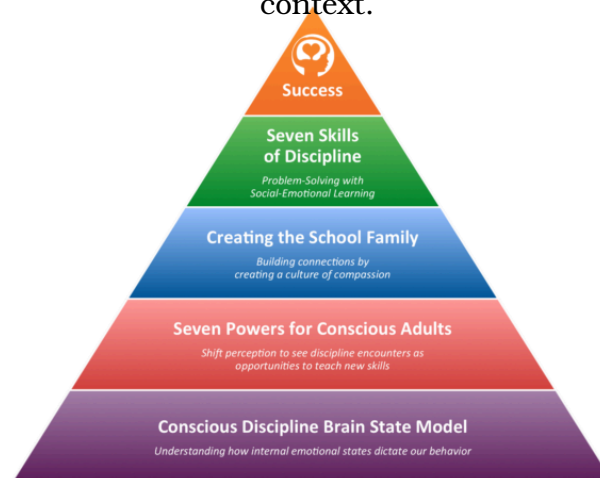 context.
Success
Seven Skills
of Discipline
Problem-Solving with
Social-Emotional Learning
Creating the School Family
Building connections by
creating a culture of compassion
Seven Powers for Conscious Adults
Shift perception to see discipline encounters as
opportunities to teach new skills
Conscious Discipline Brain State Model
Understanding how internal emotional states dictate our behavior